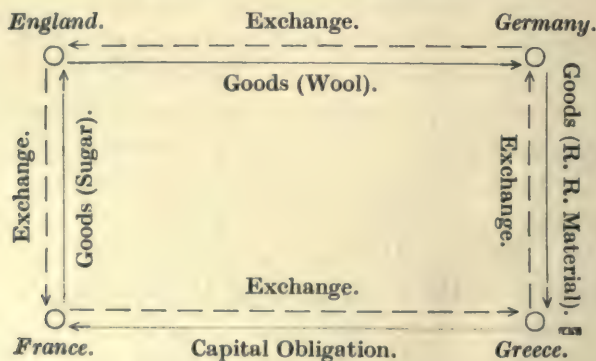 England.
Exchange.
Germany.
Goods (Wool).
Exchange.
Goods (Sugar).
Exchange.
Goods (R. R. Material).
Exchange.
France.
Capital Obligation.
Greece.